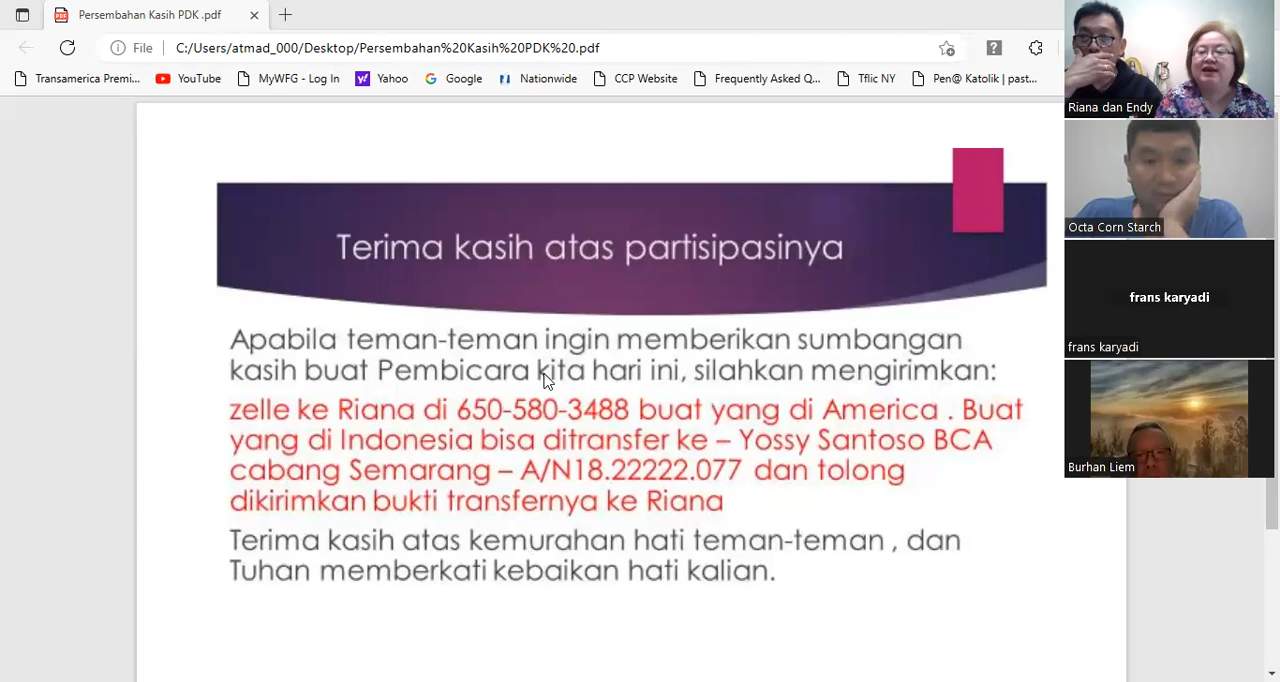 Persembahan Kasih PDK .pdf
File
C:/Users/atmad_000/Desktop/Persembahan%20Kasih%20PDK%20.pdf
Transamerica Premi...
YouTube
MyWFG - Log In
Yahoo
Google
Nationwide
CCP Website
Frequently Asked Q...
Tflic NY
Pen@ Katolik | past...
Terima kasih atas partisipasinya
Apabila teman-teman ingin memberikan sumbangan
kasih buat Pembicara kita hari ini, silahkan mengirimkan:
zelle ke Riana di 650-580-3488 buat yang di America . Buat
yang di Indonesia bisa ditransfer ke – Yossy Santoso BCA
cabang Semarang – A/N18.22222.077 dan tolong
dikirimkan bukti transfernya ke Riana
Terima kasih atas kemurahan hati teman-teman , dan
Tuhan memberkati kebaikan hati kalian.
Riana dan Endy
Octa Corn Starch
frans karyadi
frans karyadi
Burhan Liem